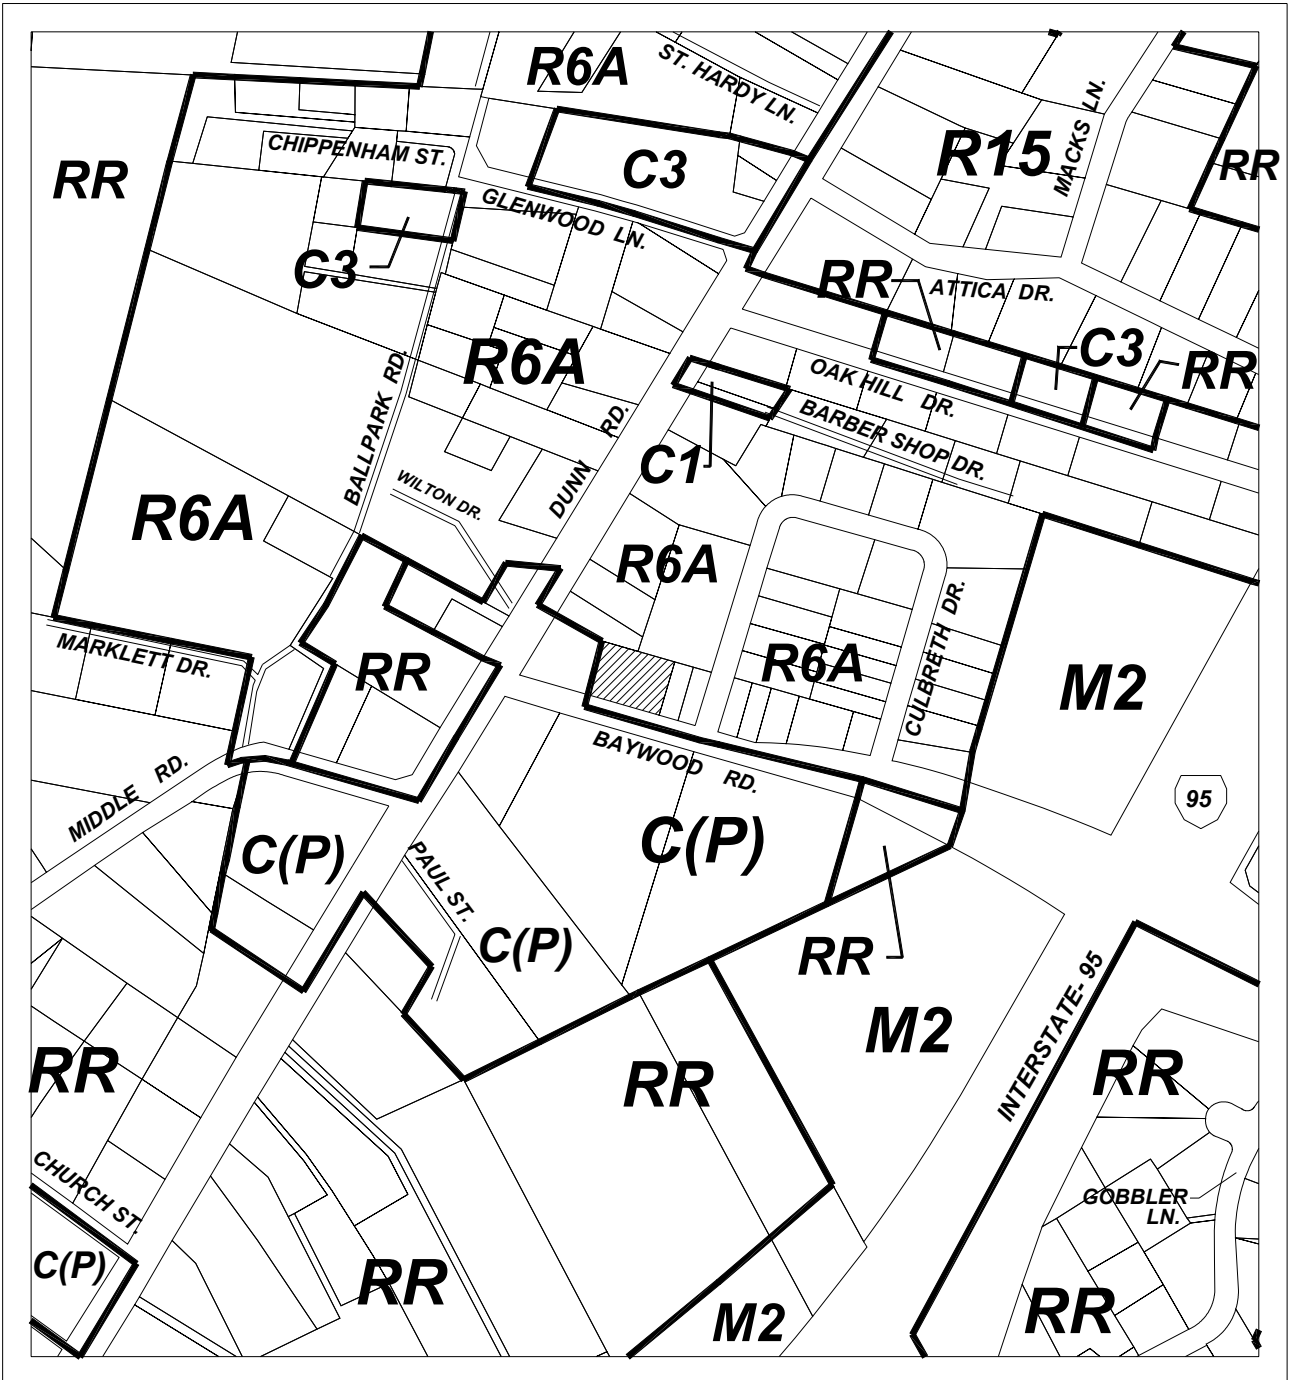 R6A
ST. HARDY LN.
MACKS LN.
R15
RR
CHIPPENHAM ST.
C3
RR
GLENWOOD LN.
C3
RR
ATTICA DR.
C3
RR
R6A
OAK HILL DR.
BALLPARK RD.
DUNN RD.
BARBER SHOP DR.
C1
WILTON DR.
R6A
R6A
CULBRETH DR.
R6A
MARKLETT DR.
RR
M2
BAYWOOD RD.
MIDDLE RD.
95
C(P)
C(P)
PAUL ST.
C(P)
RR
INTERSTATE- 95
M2
RR
RR
RR
CHURCH ST.
GOBBLER
LN.
C(P)
RR
M2
RR